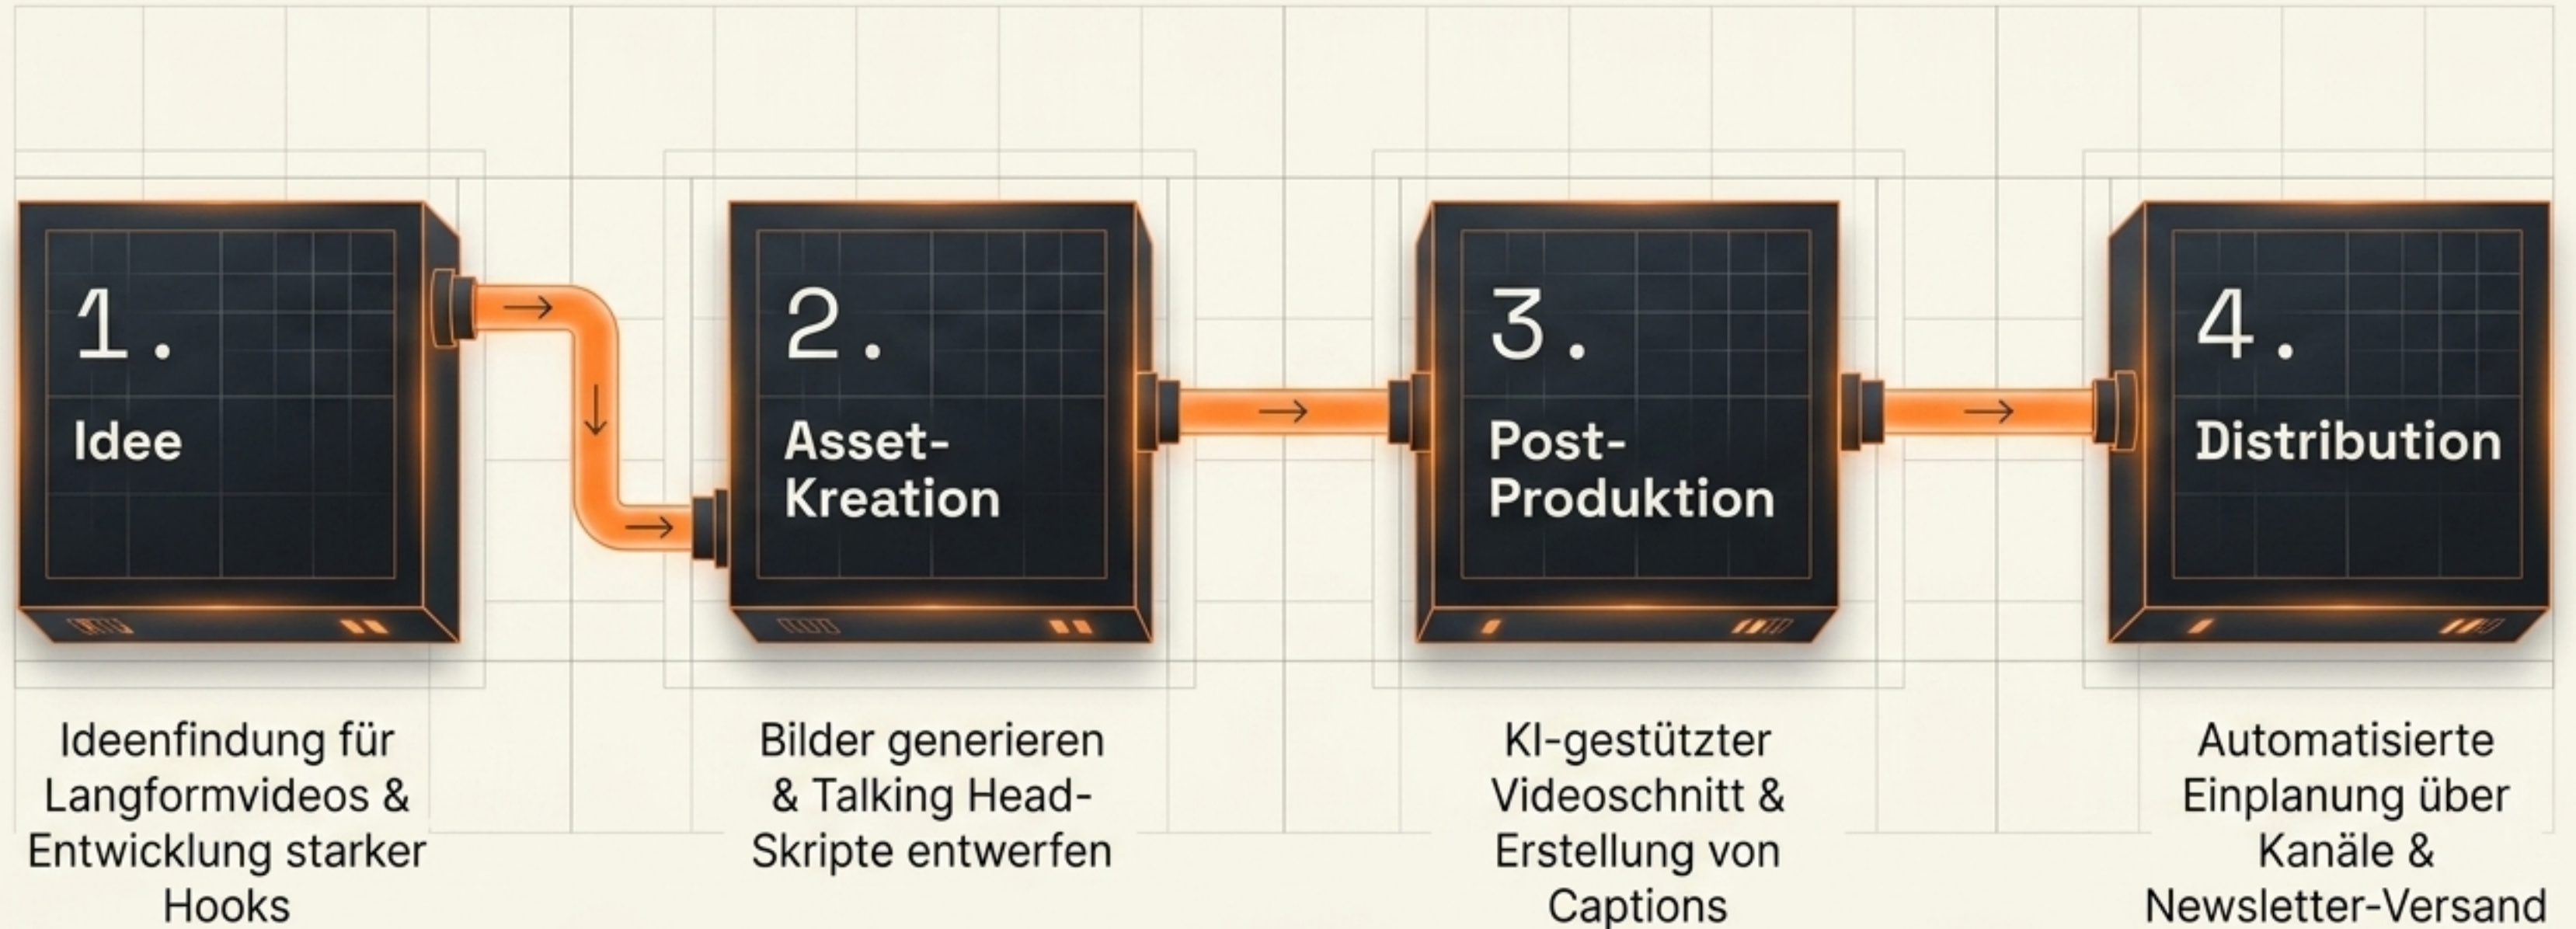 1.
Idee
Ideenfindung für
Langformvideos &
Entwicklung starker
Hooks
2.
Asset-
Kreation
Bilder generieren
& Talking Head-
Skripte entwerfen
3.
Post-
Produktion
KI-gestützter
Videoschnitt &
Erstellung von
Captions
4.
Distribution
Automatisierte
Einplanung über
Kanäle &
Newsletter-Versand